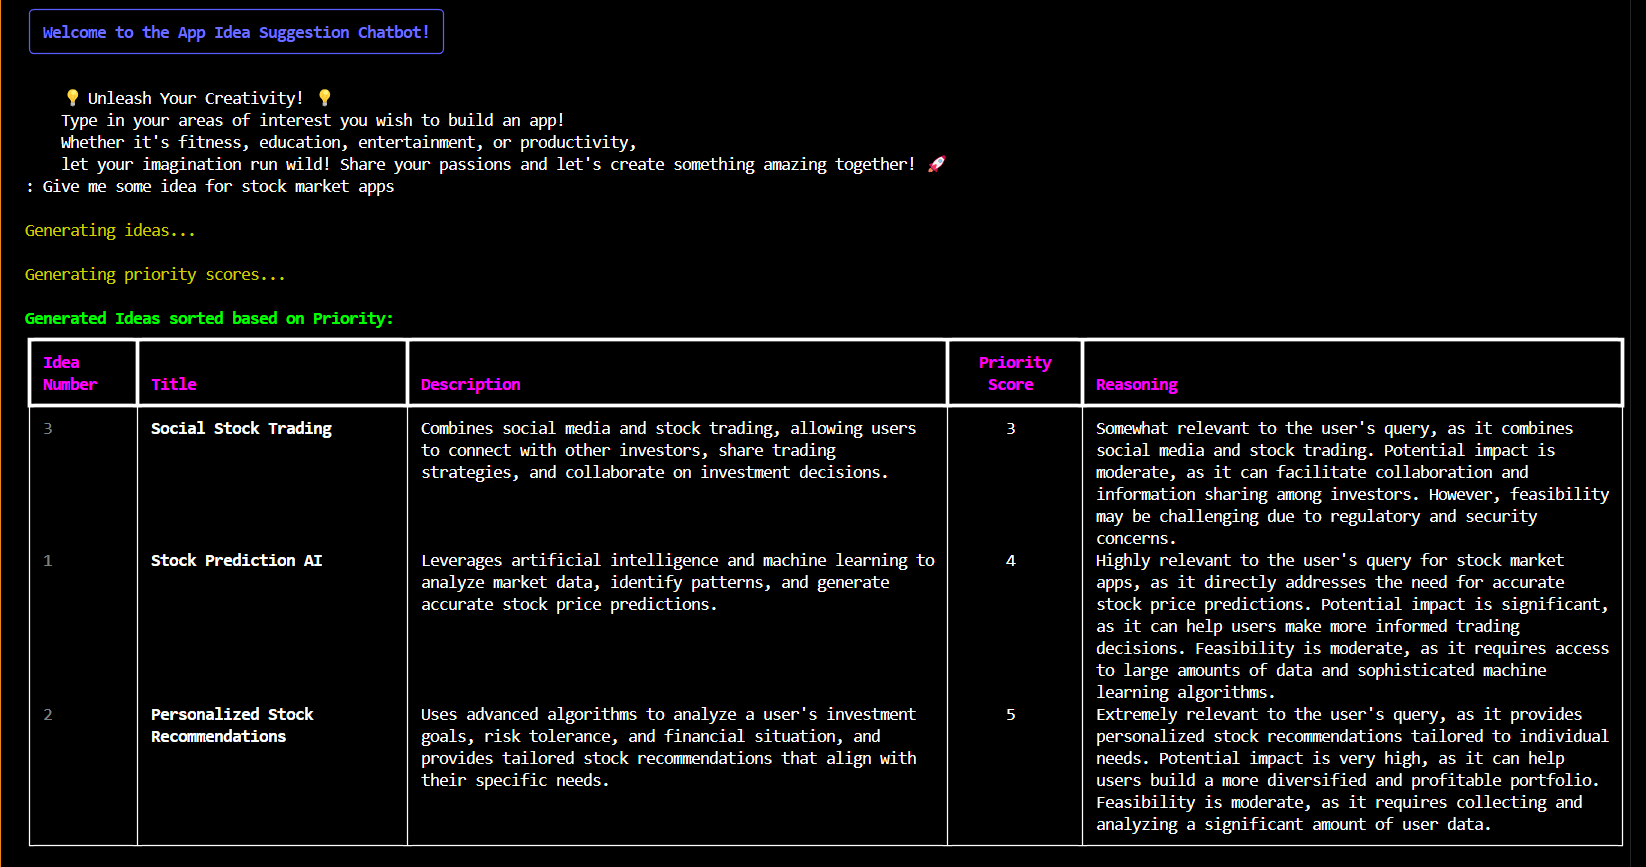 Welcome to the App Idea Suggestion Chatbot!
💡 Unleash Your Creativity! 💡
Type in your areas of interest you wish to build an app!
Whether it's fitness, education, entertainment, or productivity,
let your imagination run wild! Share your passions and let's create something amazing together! 🚀
: Give me some idea for stock market apps
Generating ideas...
Generating priority scores...
Generated Ideas sorted based on Priority:
Idea
Number
Title
Description
Priority
Score
Reasoning
3
Social Stock Trading
Combines social media and stock trading, allowing users
to connect with other investors, share trading
strategies, and collaborate on investment decisions.
3
Somewhat relevant to the user's query, as it combines
social media and stock trading. Potential impact is
moderate, as it can facilitate collaboration and
information sharing among investors. However, feasibility
may be challenging due to regulatory and security
concerns.
1
Stock Prediction AI
Leverages artificial intelligence and machine learning to
analyze market data, identify patterns, and generate
accurate stock price predictions.
4
Highly relevant to the user's query for stock market
apps, as it directly addresses the need for accurate
stock price predictions. Potential impact is significant,
as it can help users make more informed trading
decisions. Feasibility is moderate, as it requires access
to large amounts of data and sophisticated machine
learning algorithms.
2
Personalized Stock
Recommendations
Uses advanced algorithms to analyze a user's investment
goals, risk tolerance, and financial situation, and
provides tailored stock recommendations that align with
their specific needs.
5
Extremely relevant to the user's query, as it provides
personalized stock recommendations tailored to individual
needs. Potential impact is very high, as it can help
users build a more diversified and profitable portfolio.
Feasibility is moderate, as it requires collecting and
analyzing a significant amount of user data.